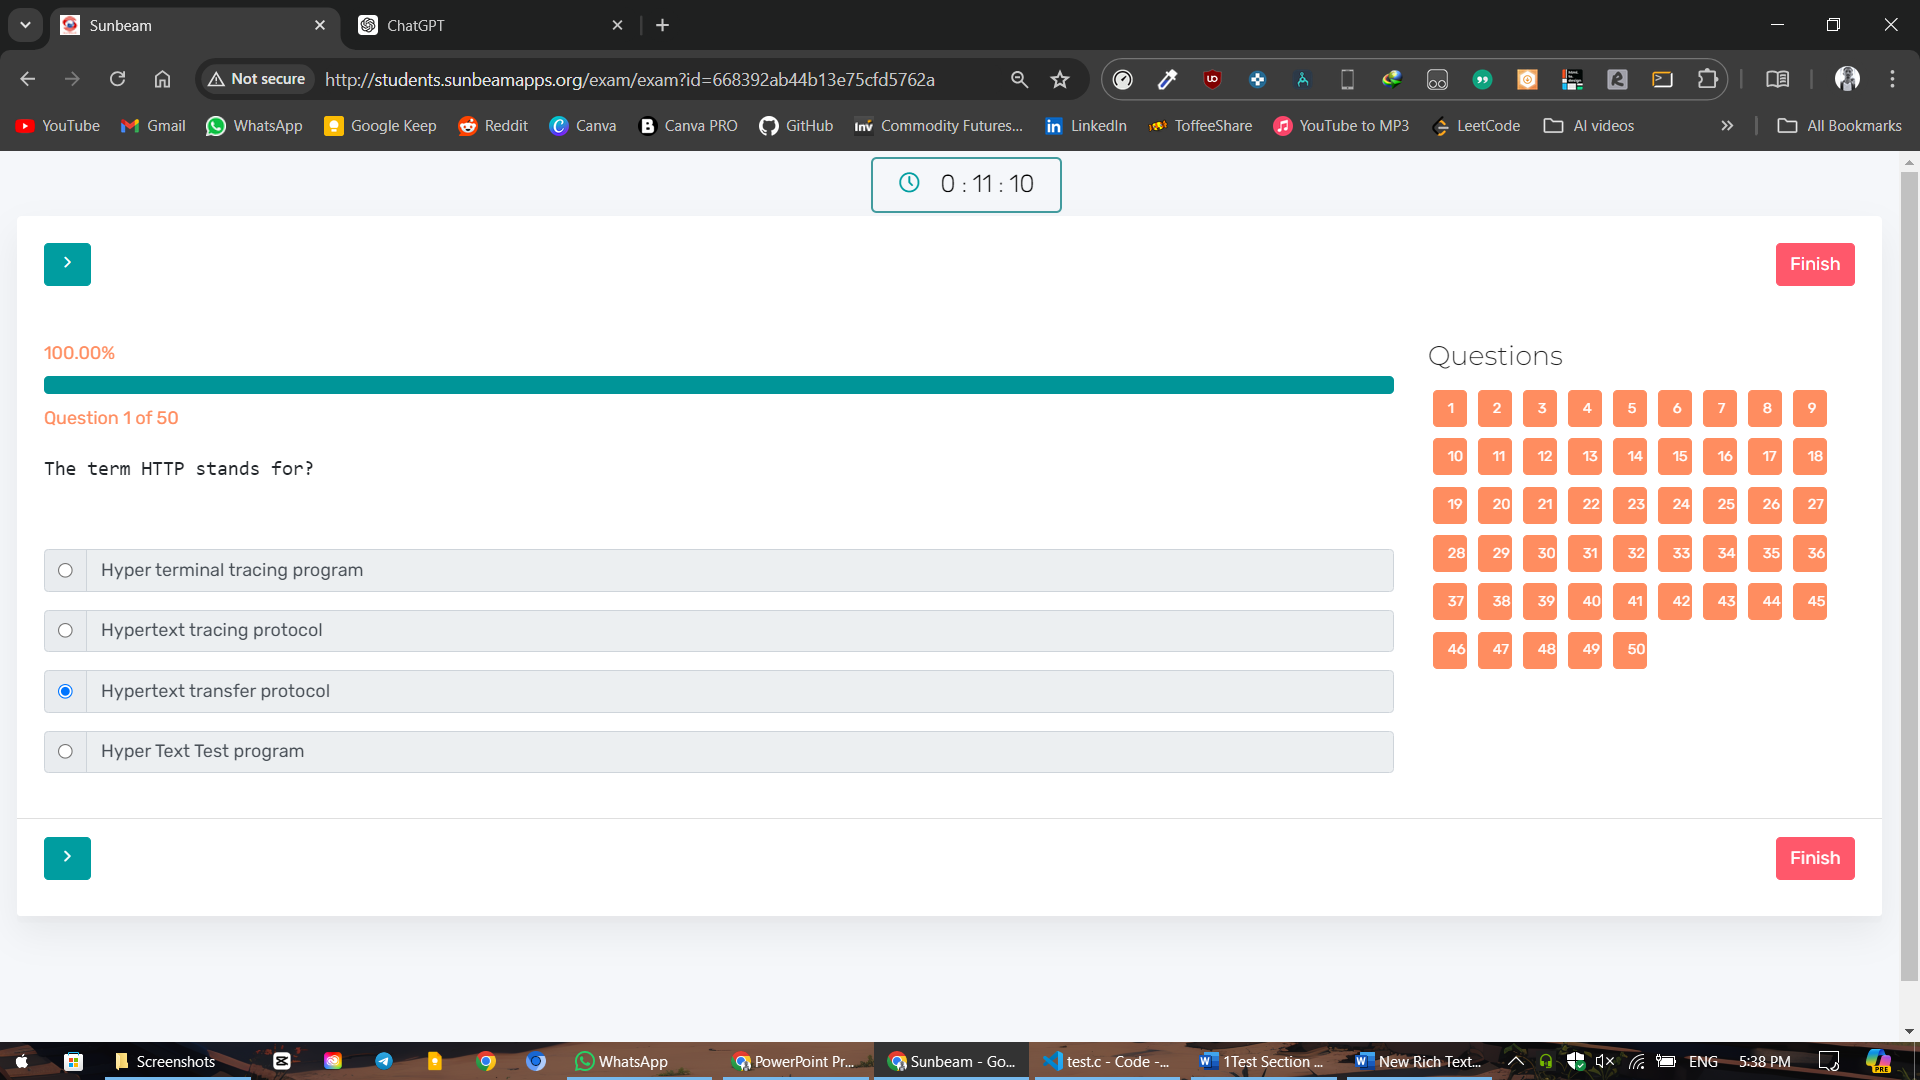 Sunbeam
ChatGPT
Not secure
http://students.sunbeamapps.org/exam/exam?id=668392ab44b13e75cfd5762a
YouTube
Gmail
WhatsApp
Google Keep
Reddit
Canva
Canva PRO
GitHub
Inv Commodity Futures...
LinkedIn
ToffeeShare
YouTube to MP3
LeetCode
AI videos
All Bookmarks
0 : 11 : 10
Finish
100.00%
Question 1 of 50
The term HTTP stands for?
Hyper terminal tracing program
Hypertext tracing protocol
Hypertext transfer protocol
Hyper Text Test program
Questions
1 2 3 4 5 6 7 8 9
10 11 12 13 14 15 16 17 18
19 20 21 22 23 24 25 26 27
28 29 30 31 32 33 34 35 36
37 38 39 40 41 42 43 44 45
46 47 48 49 50
Finish
Screenshots
WhatsApp
PowerPoint Pr...
Sunbeam - Go...
test.c - Code -...
1Test Section ...
New Rich Text...
ENG
5:38 PM
PRE